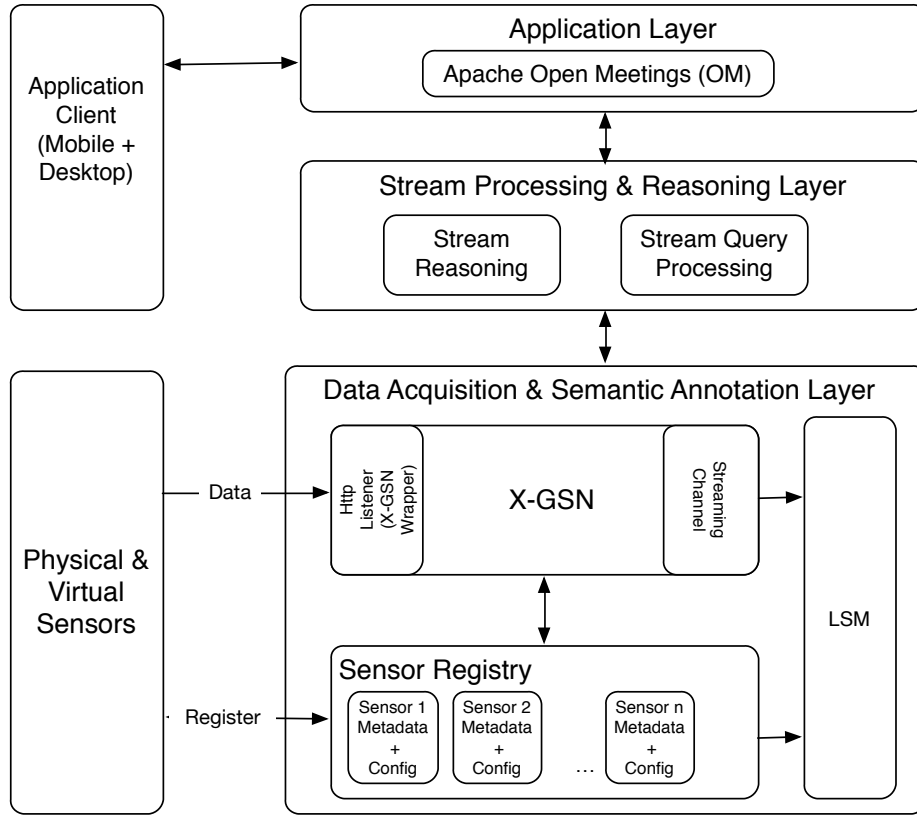 Application Layer
Apache Open Meetings (OM)
Application
Client
(Mobile +
Desktop)
Stream Processing & Reasoning Layer
Stream
Reasoning
Stream Query
Processing
Data Acquisition & Semantic Annotation Layer
Http
Listener
(X-GSN
Wrapper)
X-GSN
Streaming
Channel
Data
Physical &
Virtual
Sensors
LSM
Sensor Registry
Register
Sensor 1
Metadata
+
Config
Sensor 2
Metadata
+
Config
...
Sensor n
Metadata
+
Config